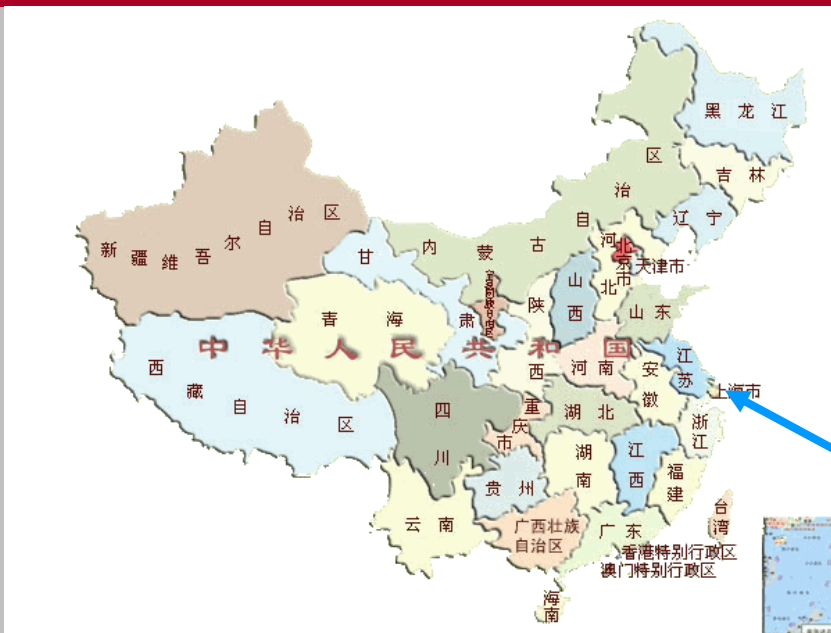 黑龙江
吉林
辽宁
内蒙古自治区
新疆维吾尔自治区
甘肃
北京市
河北
天津市
山西
陕西
青海
山东
中华人民共和国
河南
江苏
安徽
上海市
西藏自治区
四川
重庆市
湖北
浙江
湖南
江西
贵州
福建
云南
广西壮族
自治区
广东
台湾
香港特别行政区
澳门特别行政区
海南